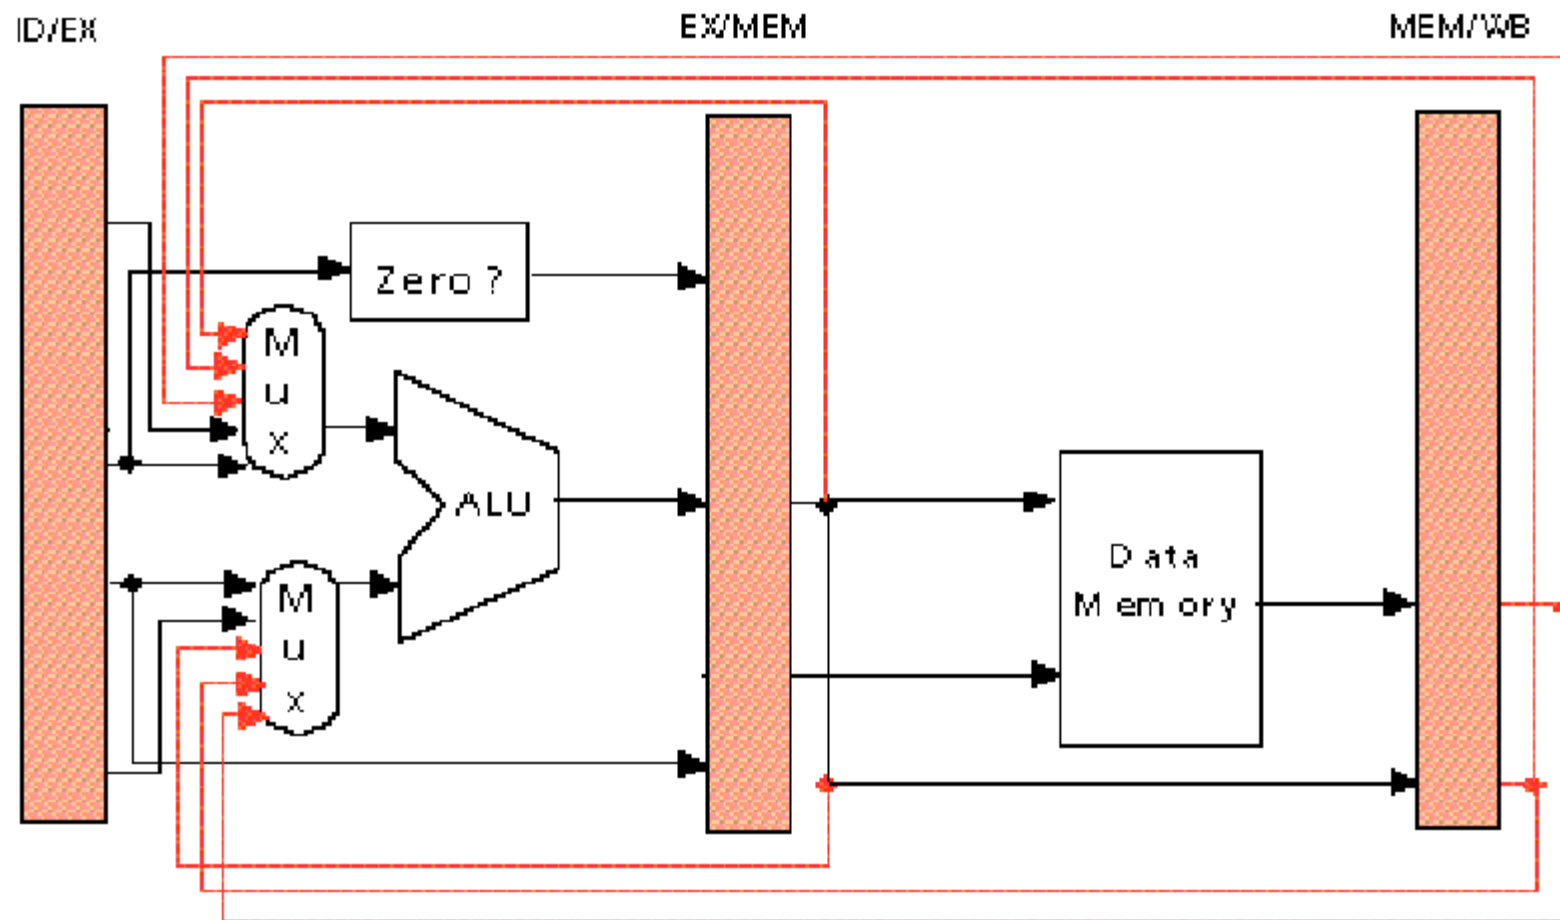 ID/EX
EX/MEM
MEM/WB
Zero ?
M
u
x
ALU
M
u
x
Data
Memory